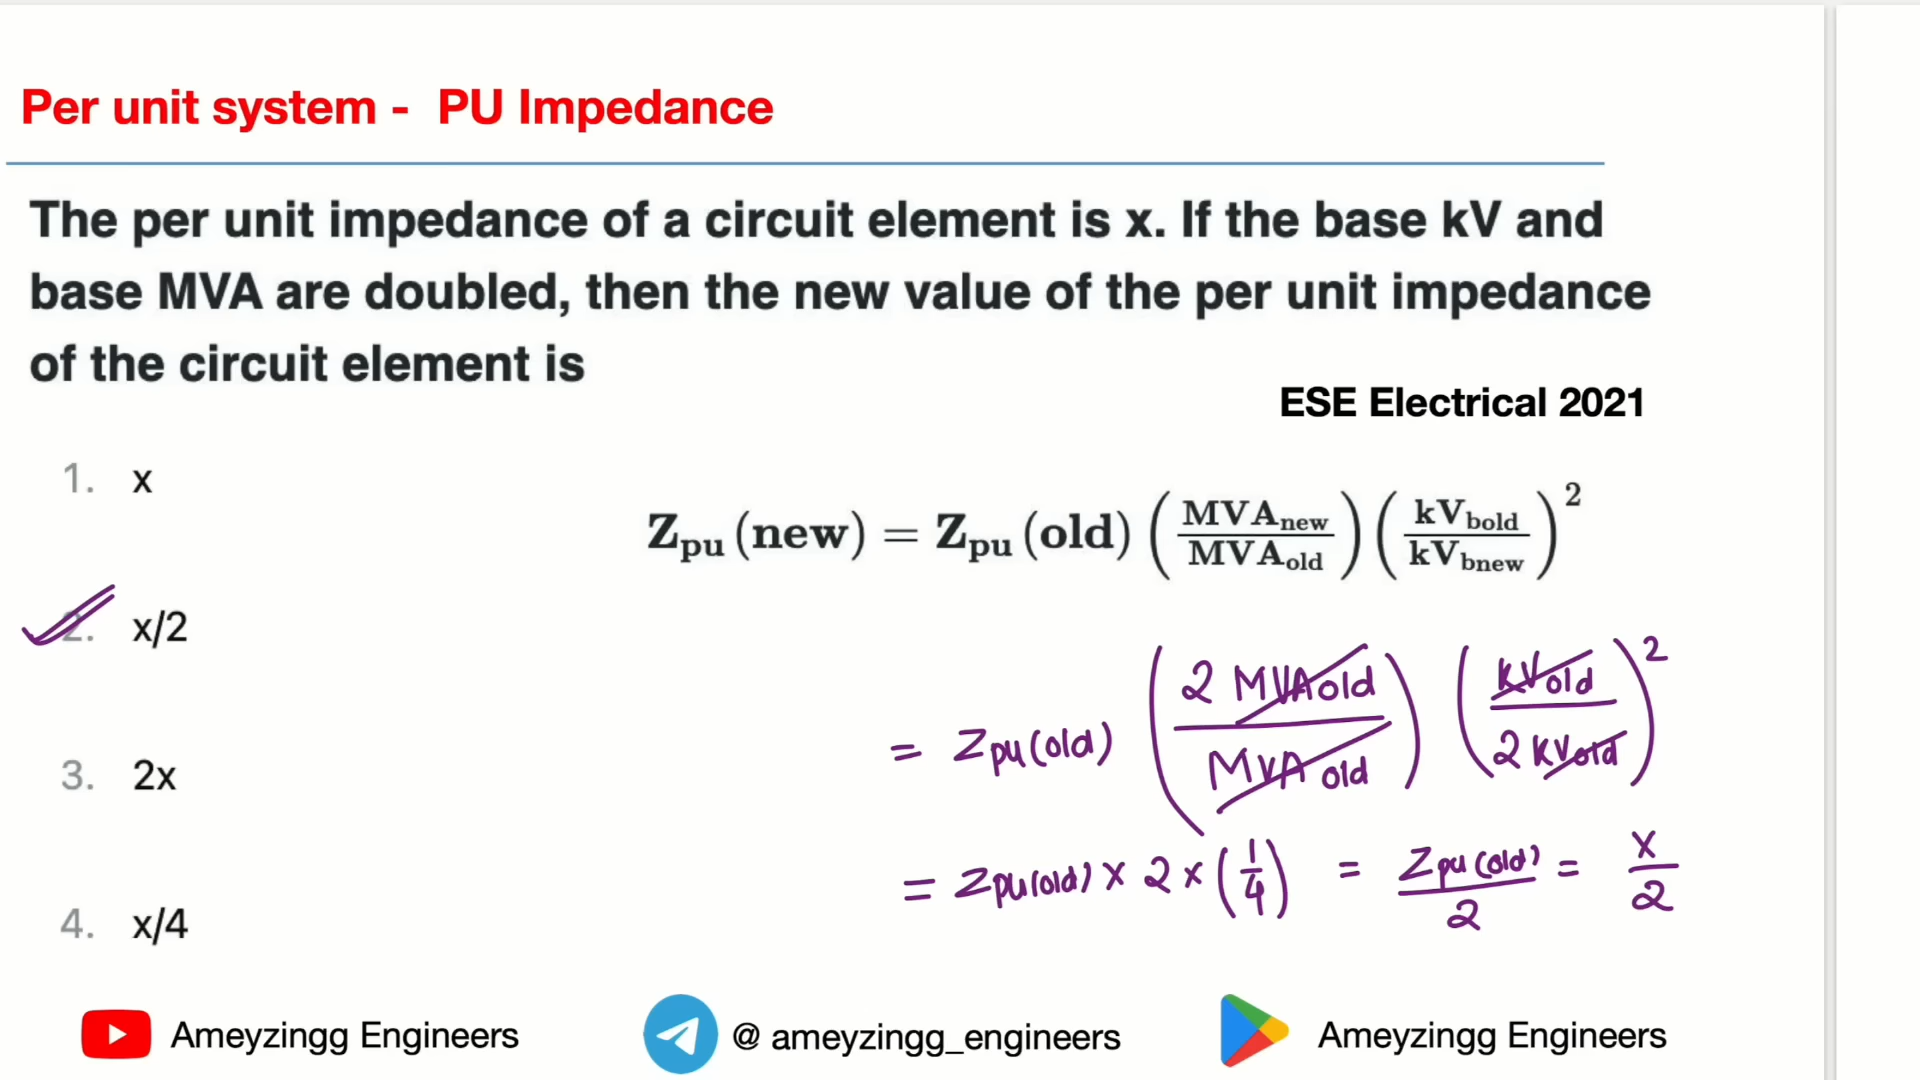 Per unit system - PU Impedance
The per unit impedance of a circuit element is x. If the base kV and
base MVA are doubled, then the new value of the per unit impedance
of the circuit element is
ESE Electrical 2021
1. x
Zpu (new) = Zpu (old) (MVAnew/MVAold) (kVbold/kVbnew)²
2. x/2
= Zpu(old) (2 MVAold/MVAold) (kVold/2 kVold)²
3. 2x
= Zpu(old) × 2 × (1/4) = Zpu(old)/2 = x/2
4. x/4
Ameyzingg Engineers
@ ameyzingg_engineers
Ameyzingg Engineers